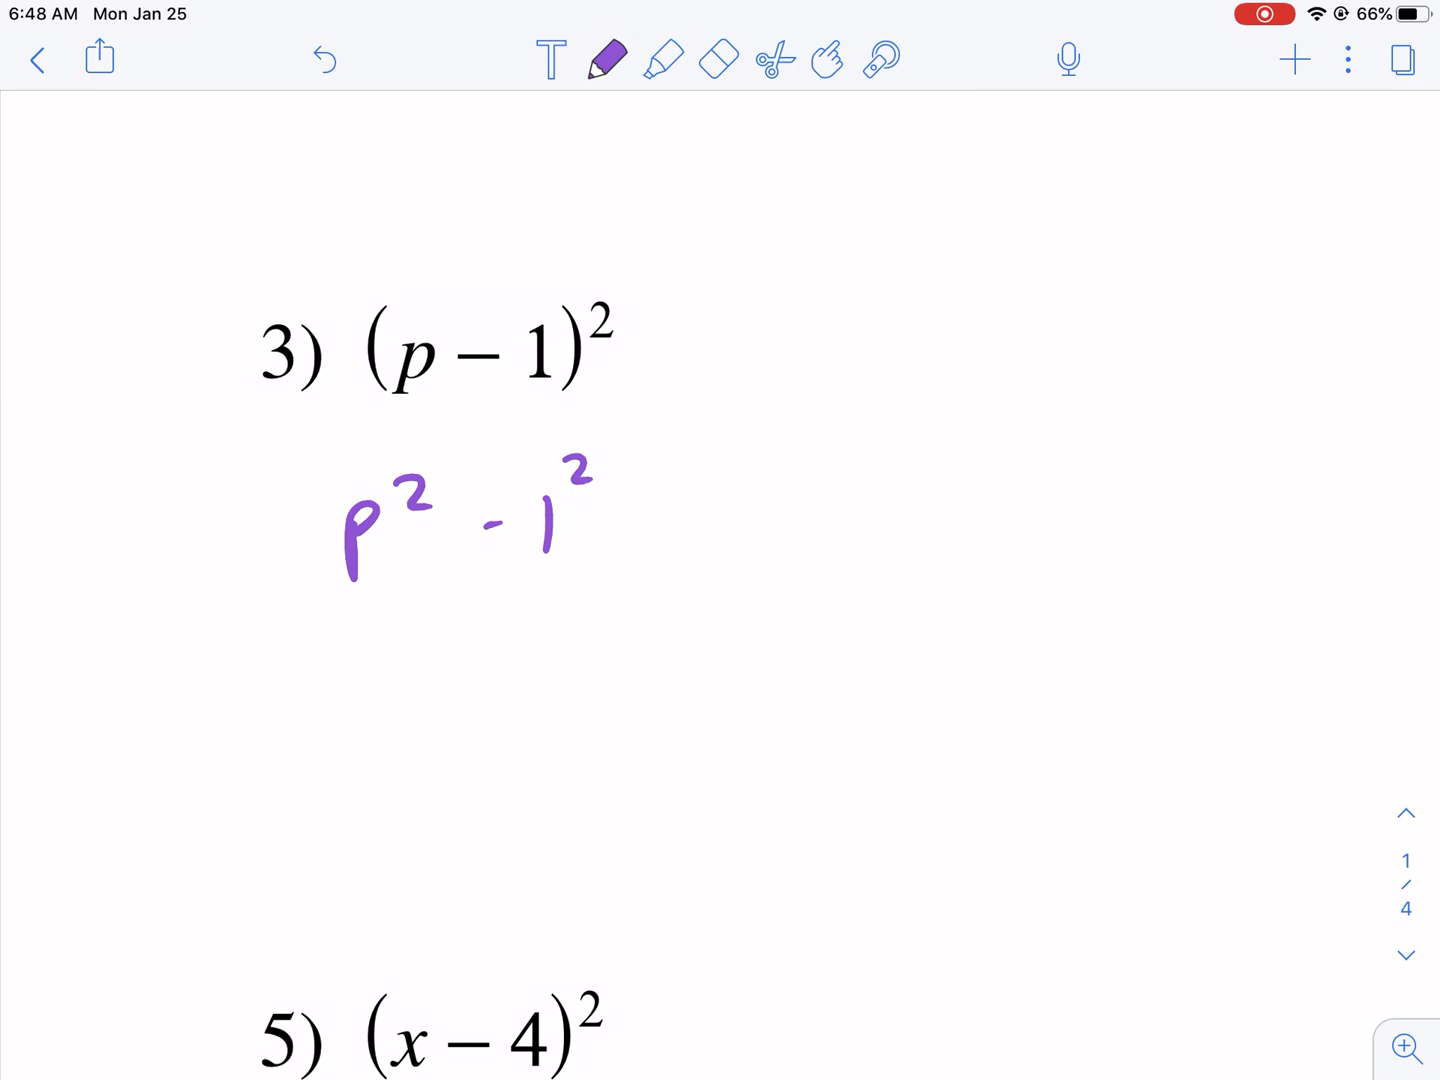 6:48 AM Mon Jan 25 66%
T
3) (p − 1)²
p² - 1²
1
/
4
5) (x − 4)²